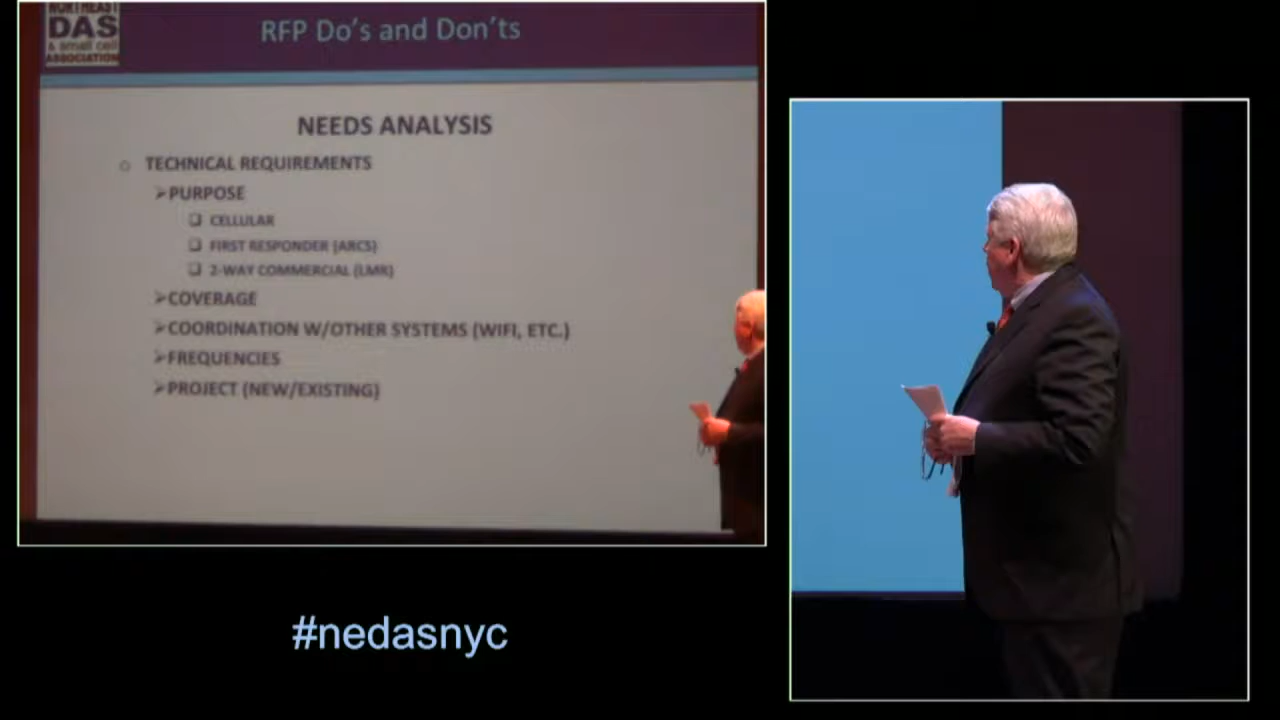 NORTHEAST
DAS
& small cell
ASSOCIATION
RFP Do's and Don'ts
NEEDS ANALYSIS
TECHNICAL REQUIREMENTS
PURPOSE
CELLULAR
FIRST RESPONDER (ARCS)
2-WAY COMMERCIAL (LMR)
COVERAGE
COORDINATION W/OTHER SYSTEMS (WIFI, ETC.)
FREQUENCIES
PROJECT (NEW/EXISTING)
#nedasnyc